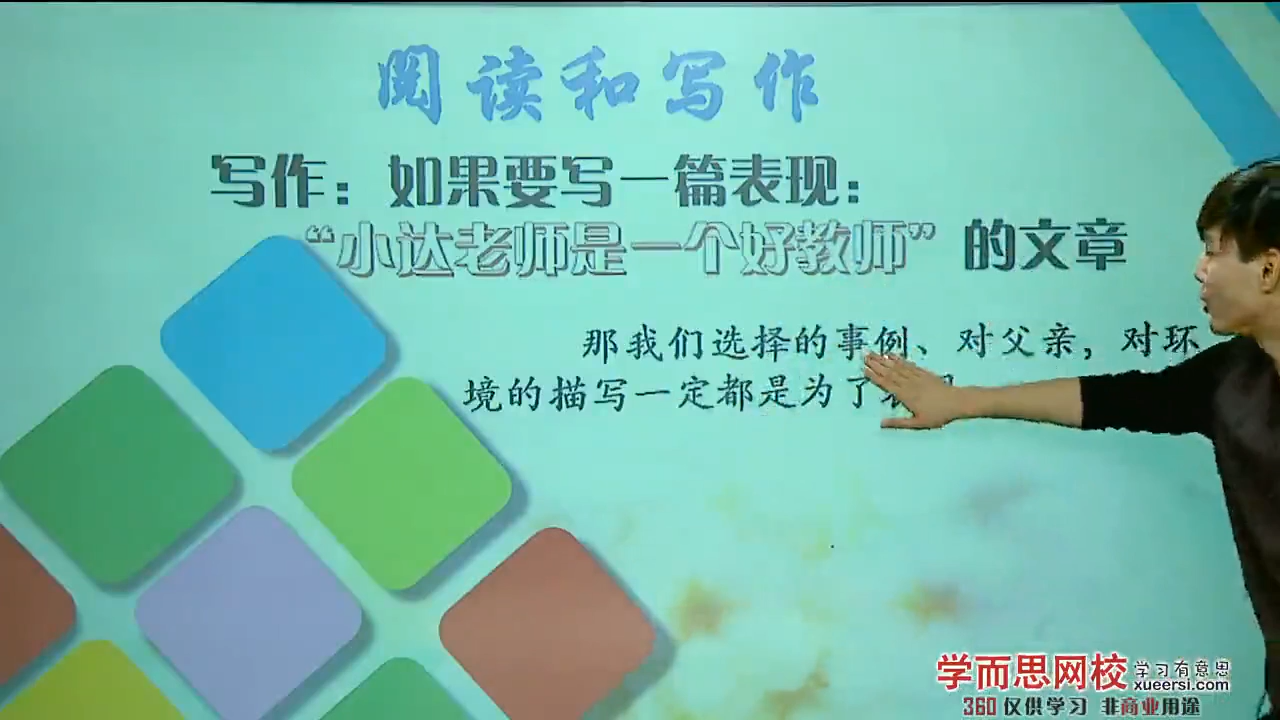 阅读和写作
写作：如果要写一篇表现：
“小达老师是一个好教师”的文章
那我们选择的事例、对父亲，对环
境的描写一定都是为了
学而思网校 学习有意思
xueersi.com
360仅供学习 非商业用途